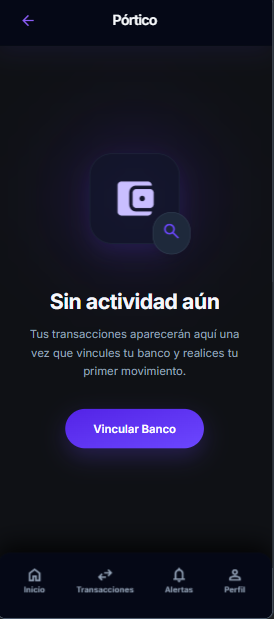 Pórtico
Sin actividad aún
Tus transacciones aparecerán aquí una
vez que vincules tu banco y realices tu
primer movimiento.
Vincular Banco
Inicio
Transacciones
Alertas
Perfil